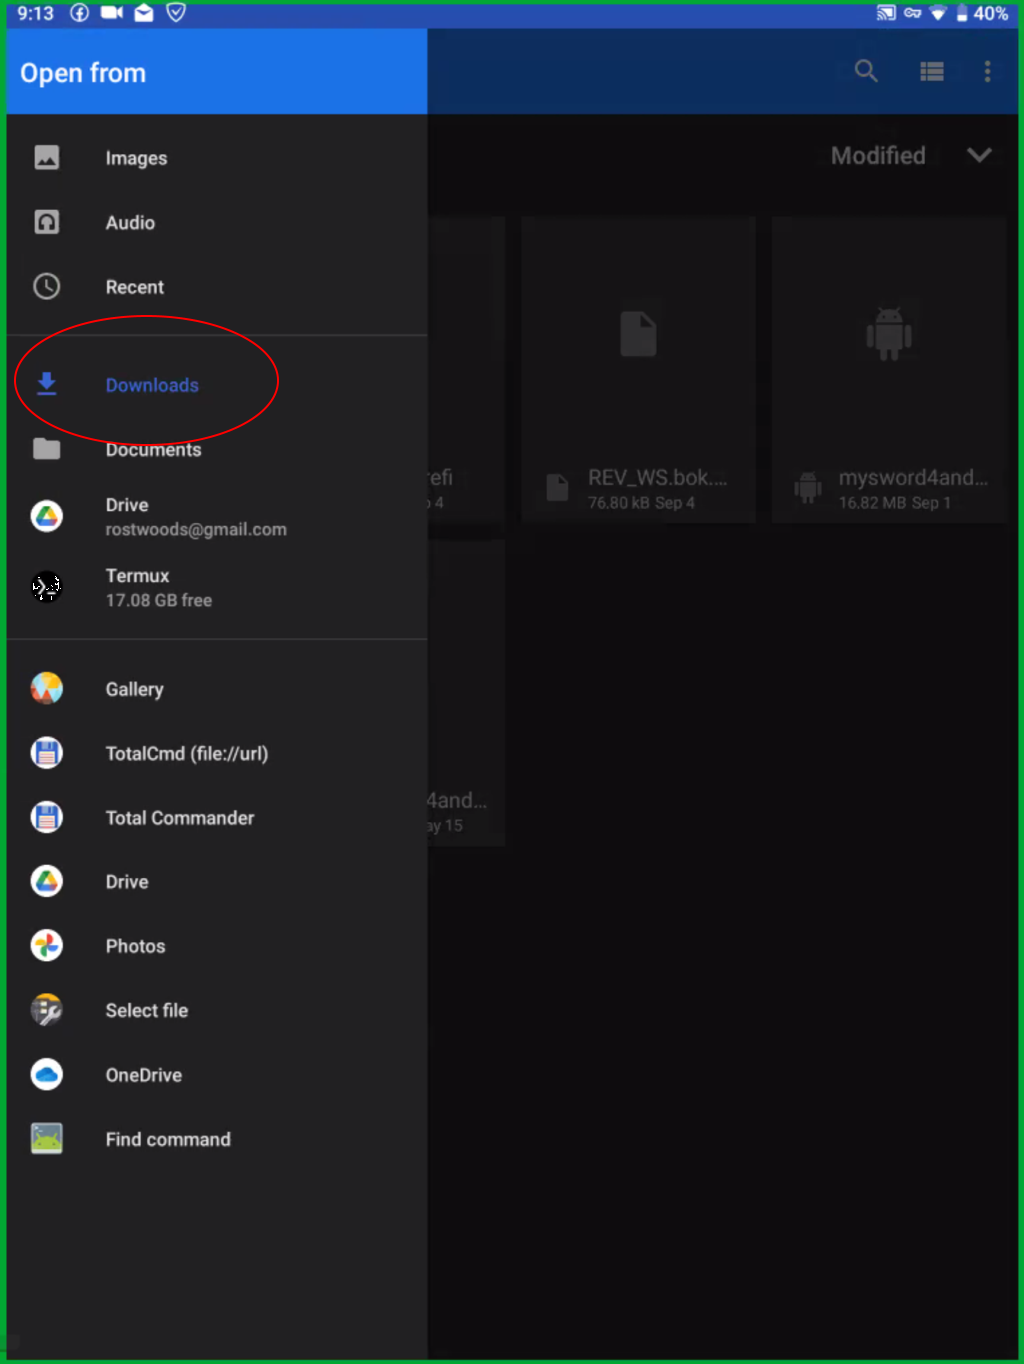 9:13
40%
Open from
Images
Audio
Recent
Modified
Downloads
Documents
Drive
rostwoods@gmail.com
Termux
17.08 GB free
Gallery
TotalCmd (file://url)
Total Commander
Drive
Photos
Select file
OneDrive
Find command
refi
4
REV_WS.bok....
76.80 kB Sep 4
mysword4and...
16.82 MB Sep 1
4and...
ay 15